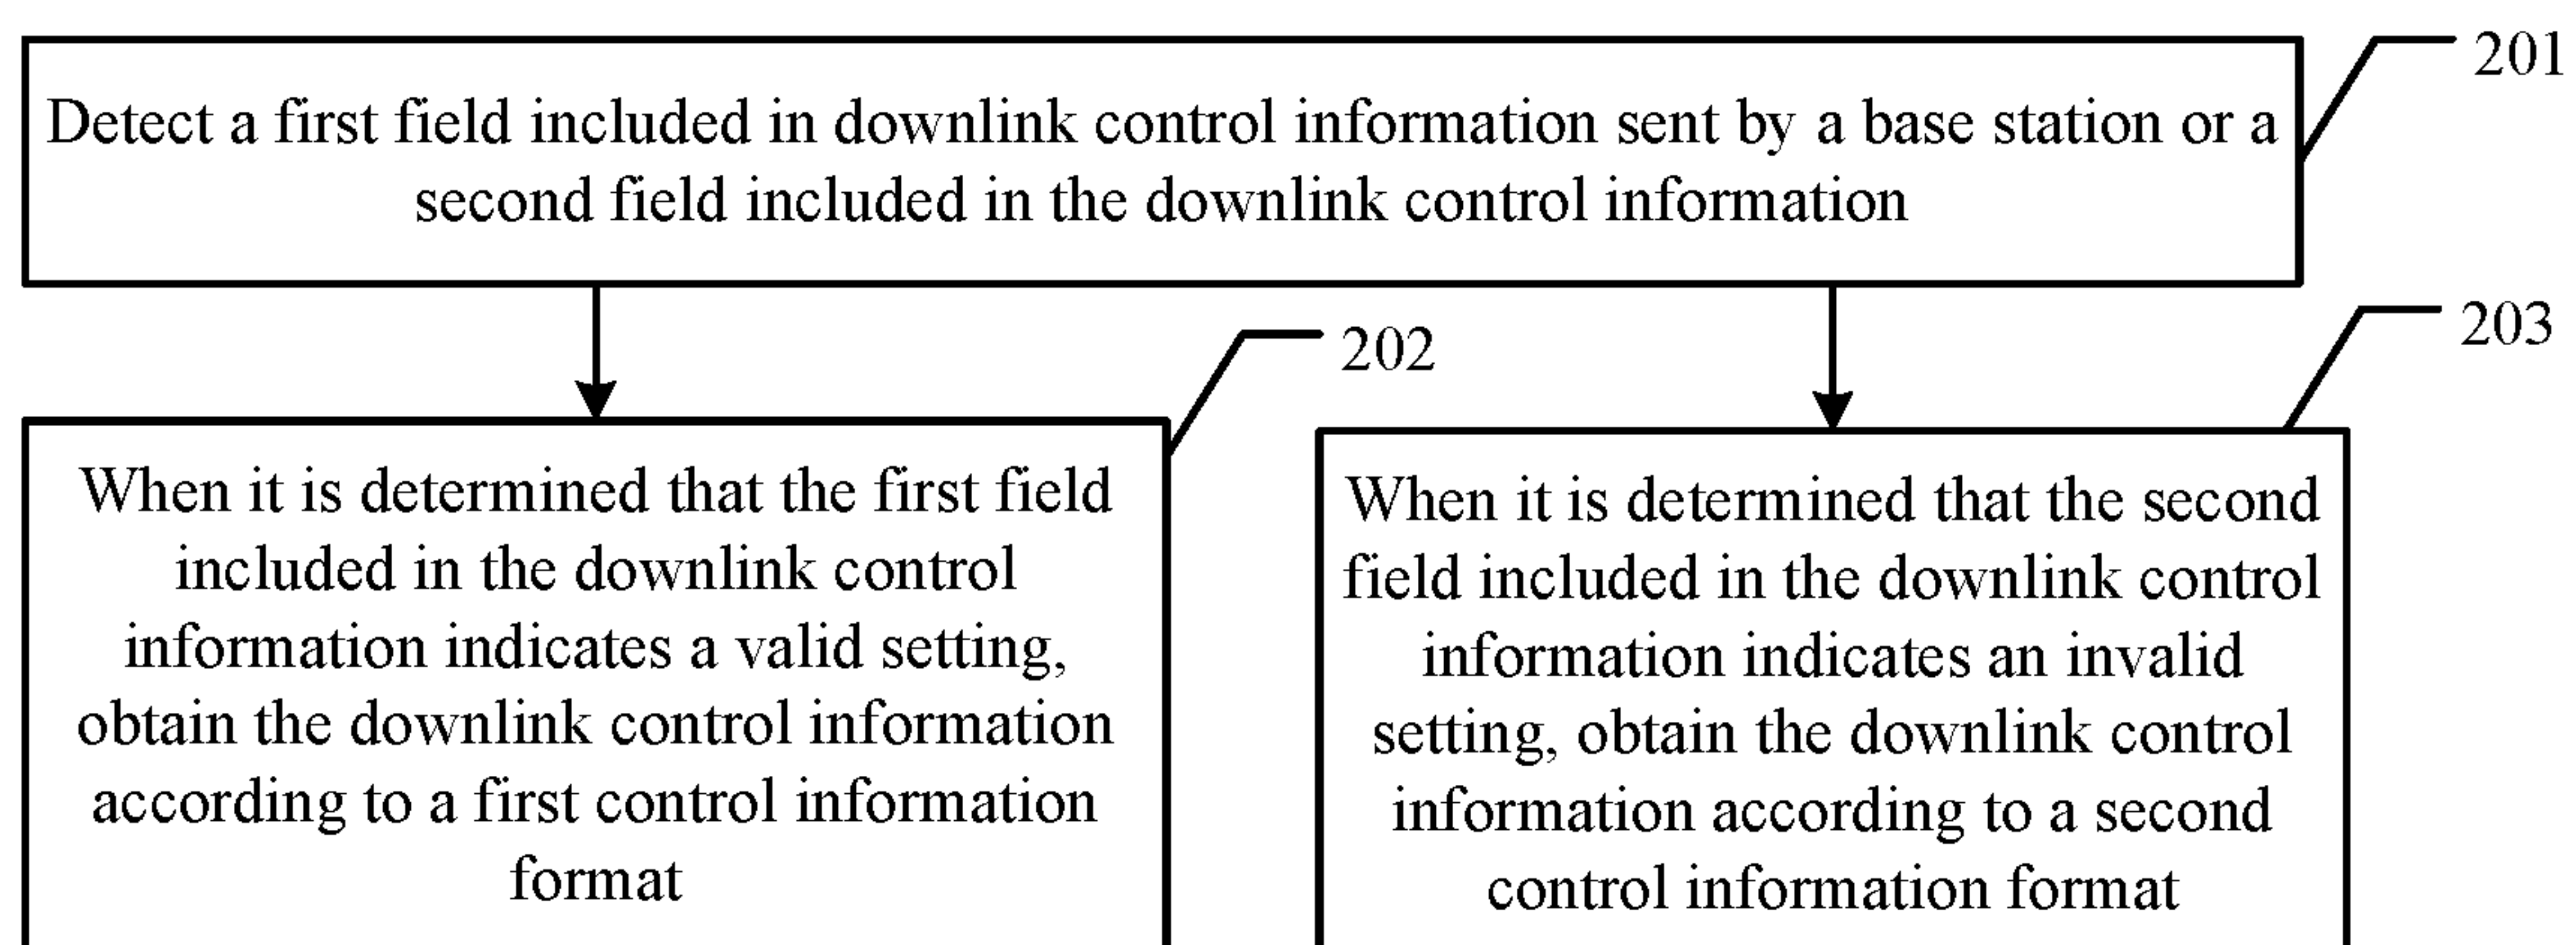 201
Detect a first field included in downlink control information sent by a base station or a
second field included in the downlink control information
202
When it is determined that the first field
included in the downlink control
information indicates a valid setting,
obtain the downlink control information
according to a first control information
format
203
When it is determined that the second
field included in the downlink control
information indicates an invalid
setting, obtain the downlink control
information according to a second
control information format